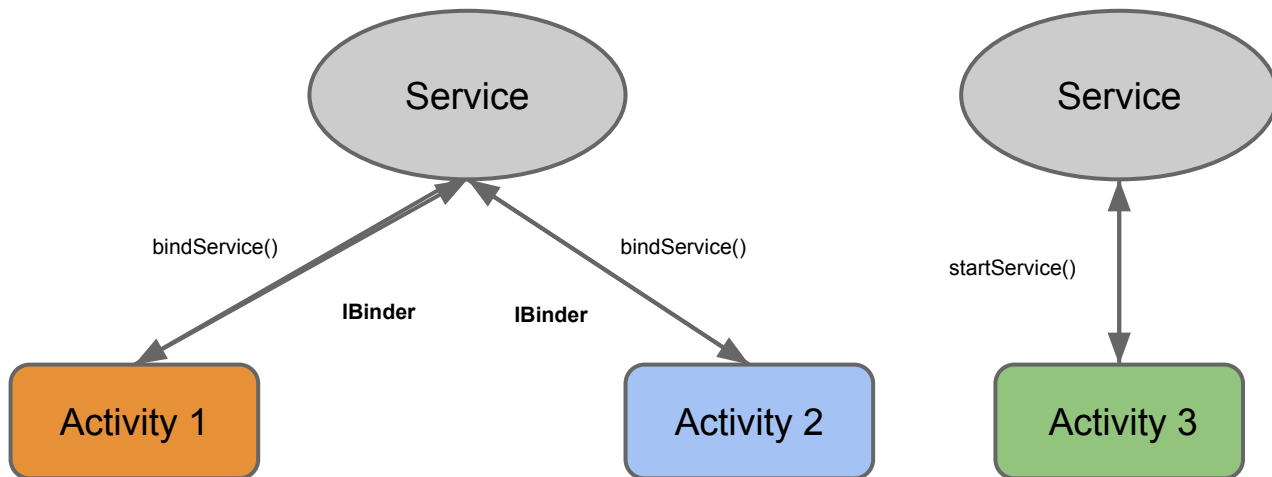 Service
Service
bindService()
bindService()
startService()
IBinder
IBinder
Activity 1
Activity 2
Activity 3